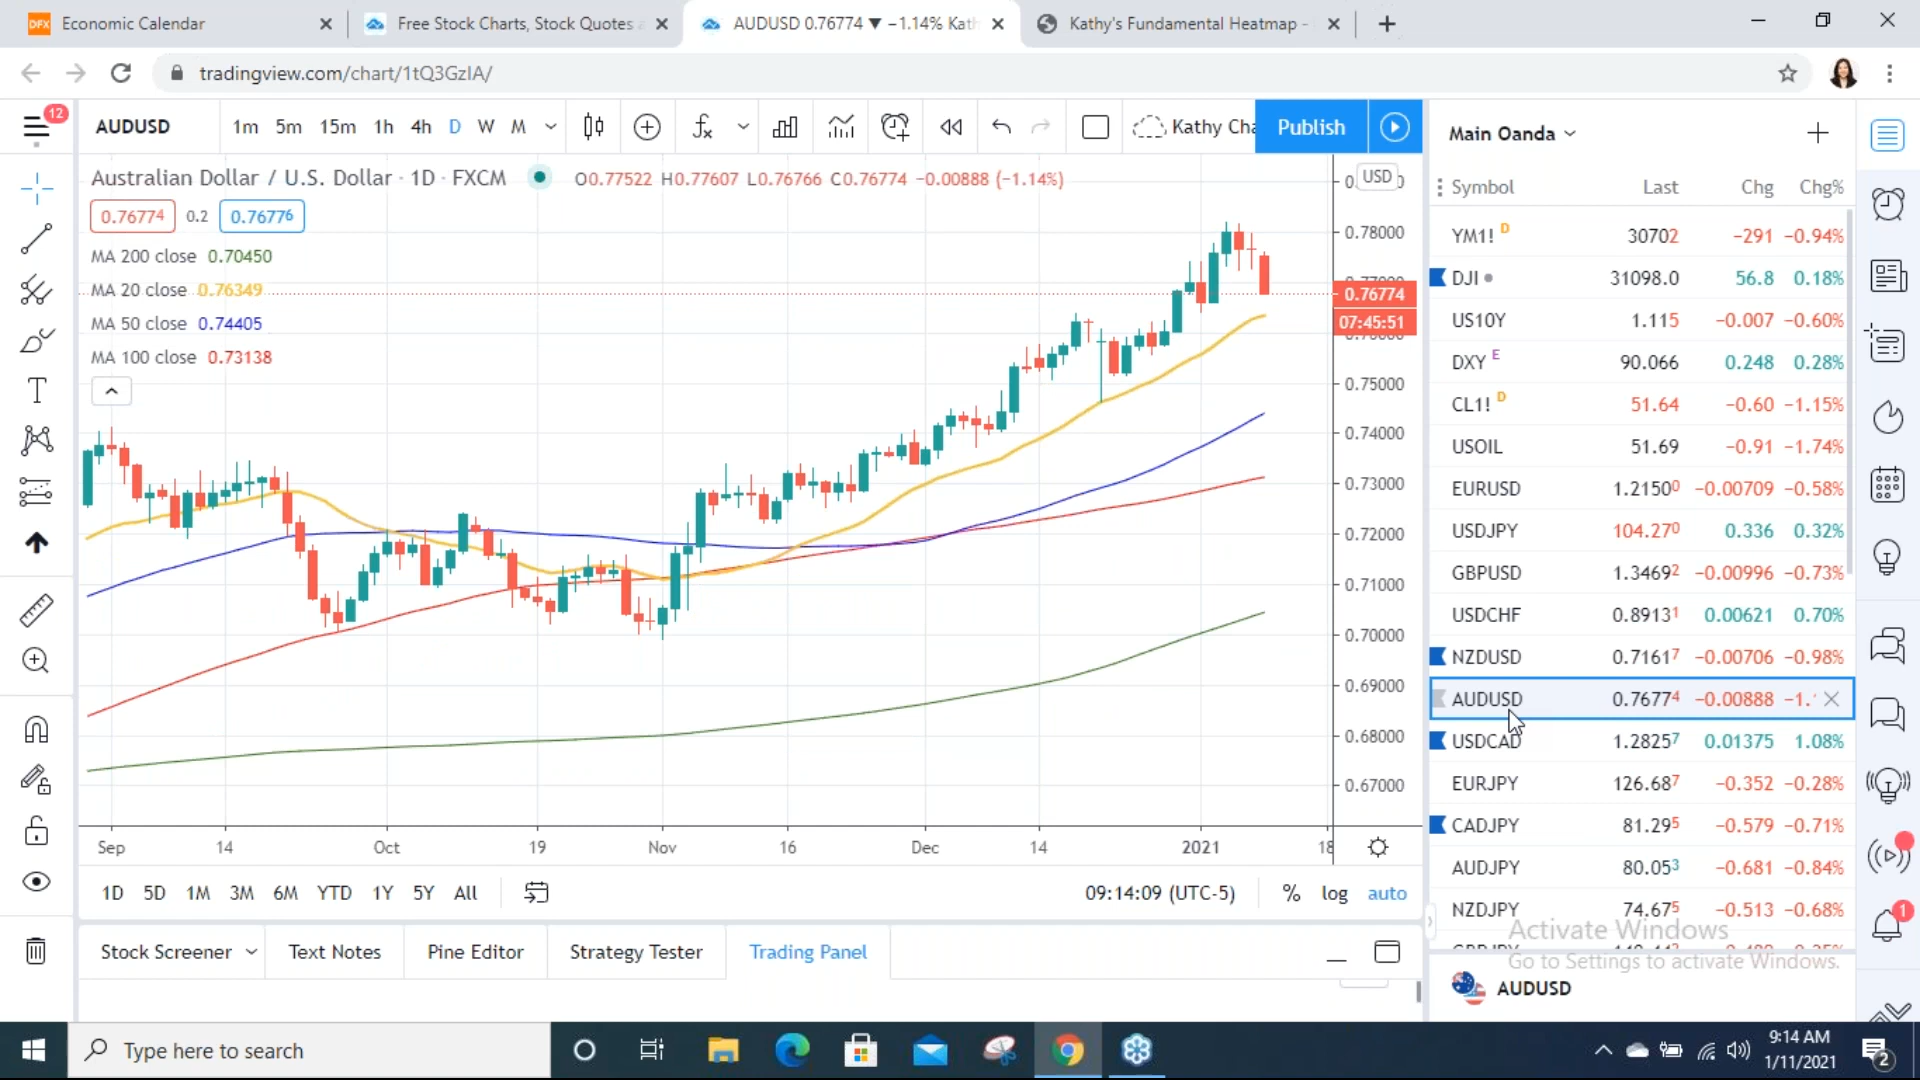 DFX Economic Calendar
Free Stock Charts, Stock Quotes a
AUDUSD 0.76774 ▼ −1.14% Kath
Kathy's Fundamental Heatmap -
tradingview.com/chart/1tQ3GzIA/
12
AUDUSD 1m 5m 15m 1h 4h D W M Kathy Cha Publish
Australian Dollar / U.S. Dollar · 1D · FXCM O0.77522 H0.77607 L0.76766 C0.76774 −0.00888 (−1.14%)
0.76774 0.2 0.76776
MA 200 close 0.70450
MA 20 close 0.76349
MA 50 close 0.74405
MA 100 close 0.73138
USD
0.78000
0.76774
07:45:51
0.75000
0.74000
0.73000
0.72000
0.71000
0.70000
0.69000
0.68000
0.67000
Sep 14 Oct 19 Nov 16 Dec 14 2021 18
1D 5D 1M 3M 6M YTD 1Y 5Y All 09:14:09 (UTC-5) % log auto
Stock Screener Text Notes Pine Editor Strategy Tester Trading Panel
Main Oanda
Symbol Last Chg Chg%
YM1! D 30702 −291 −0.94%
DJI 31098.0 56.8 0.18%
US10Y 1.115 −0.007 −0.60%
DXY E 90.066 0.248 0.28%
CL1! D 51.64 −0.60 −1.15%
USOIL 51.69 −0.91 −1.74%
EURUSD 1.21500 −0.00709 −0.58%
USDJPY 104.270 0.336 0.32%
GBPUSD 1.34692 −0.00996 −0.73%
USDCHF 0.89131 0.00621 0.70%
NZDUSD 0.71617 −0.00706 −0.98%
AUDUSD 0.76774 −0.00888 −1.
USDCAD 1.28257 0.01375 1.08%
EURJPY 126.687 −0.352 −0.28%
CADJPY 81.295 −0.579 −0.71%
AUDJPY 80.053 −0.681 −0.84%
NZDJPY 74.675 −0.513 −0.68%
Activate Windows
Go to Settings to activate Windows.
AUDUSD
1
Type here to search
9:14 AM
1/11/2021
2